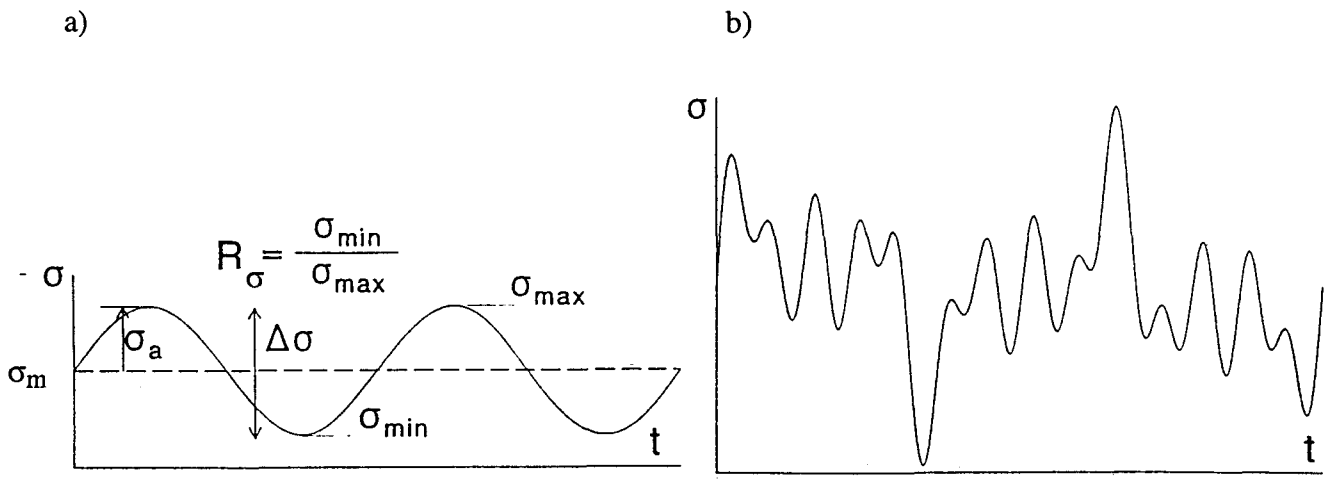 a)
b)
σ
R_σ = σ_min / σ_max
σ
σ_max
σ_a
Δσ
σ_m
σ_min
t
t